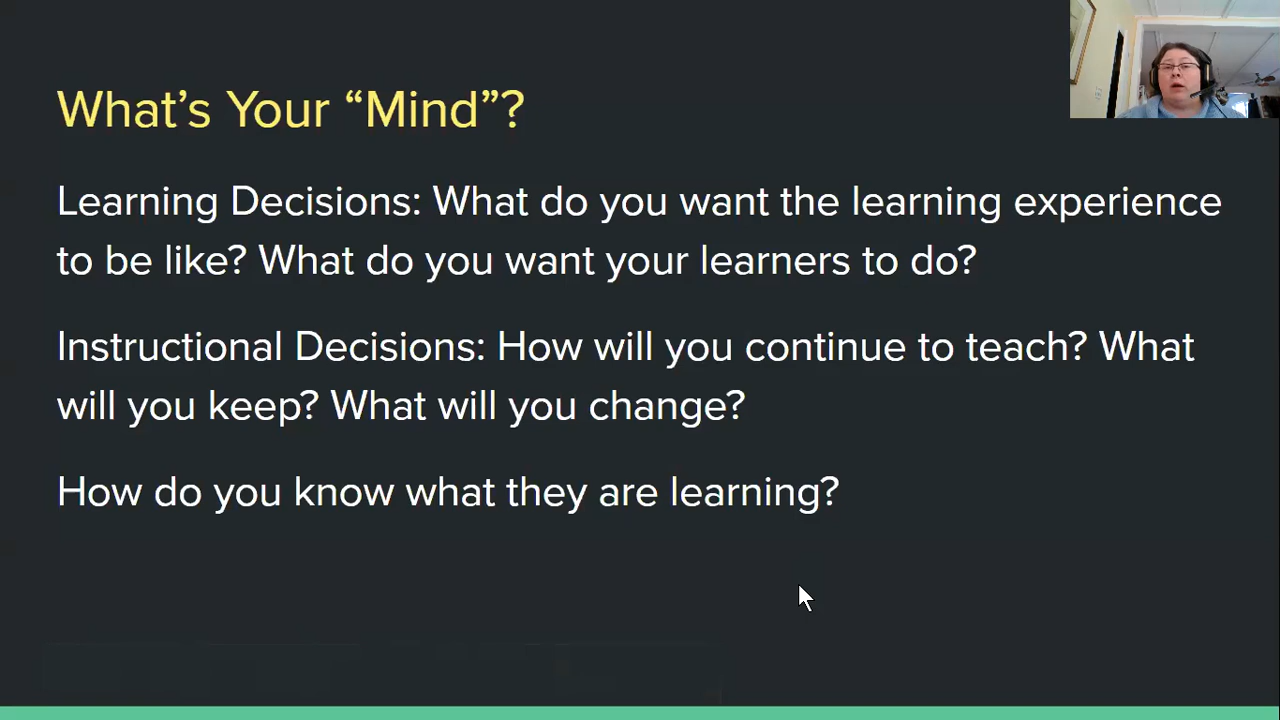 What’s Your “Mind”?
Learning Decisions: What do you want the learning experience
to be like? What do you want your learners to do?
Instructional Decisions: How will you continue to teach? What
will you keep? What will you change?
How do you know what they are learning?